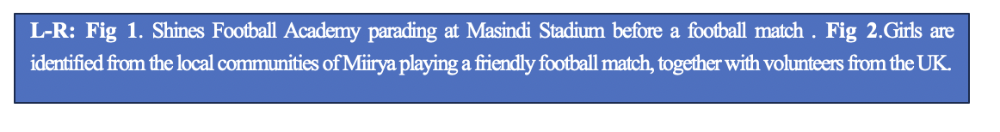 L-R: Fig 1. Shines Football Academy parading at Masindi Stadium before a football match . Fig 2.Girls are
identified from the local communities of Miirya playing a friendly football match, together with volunteers from the UK.